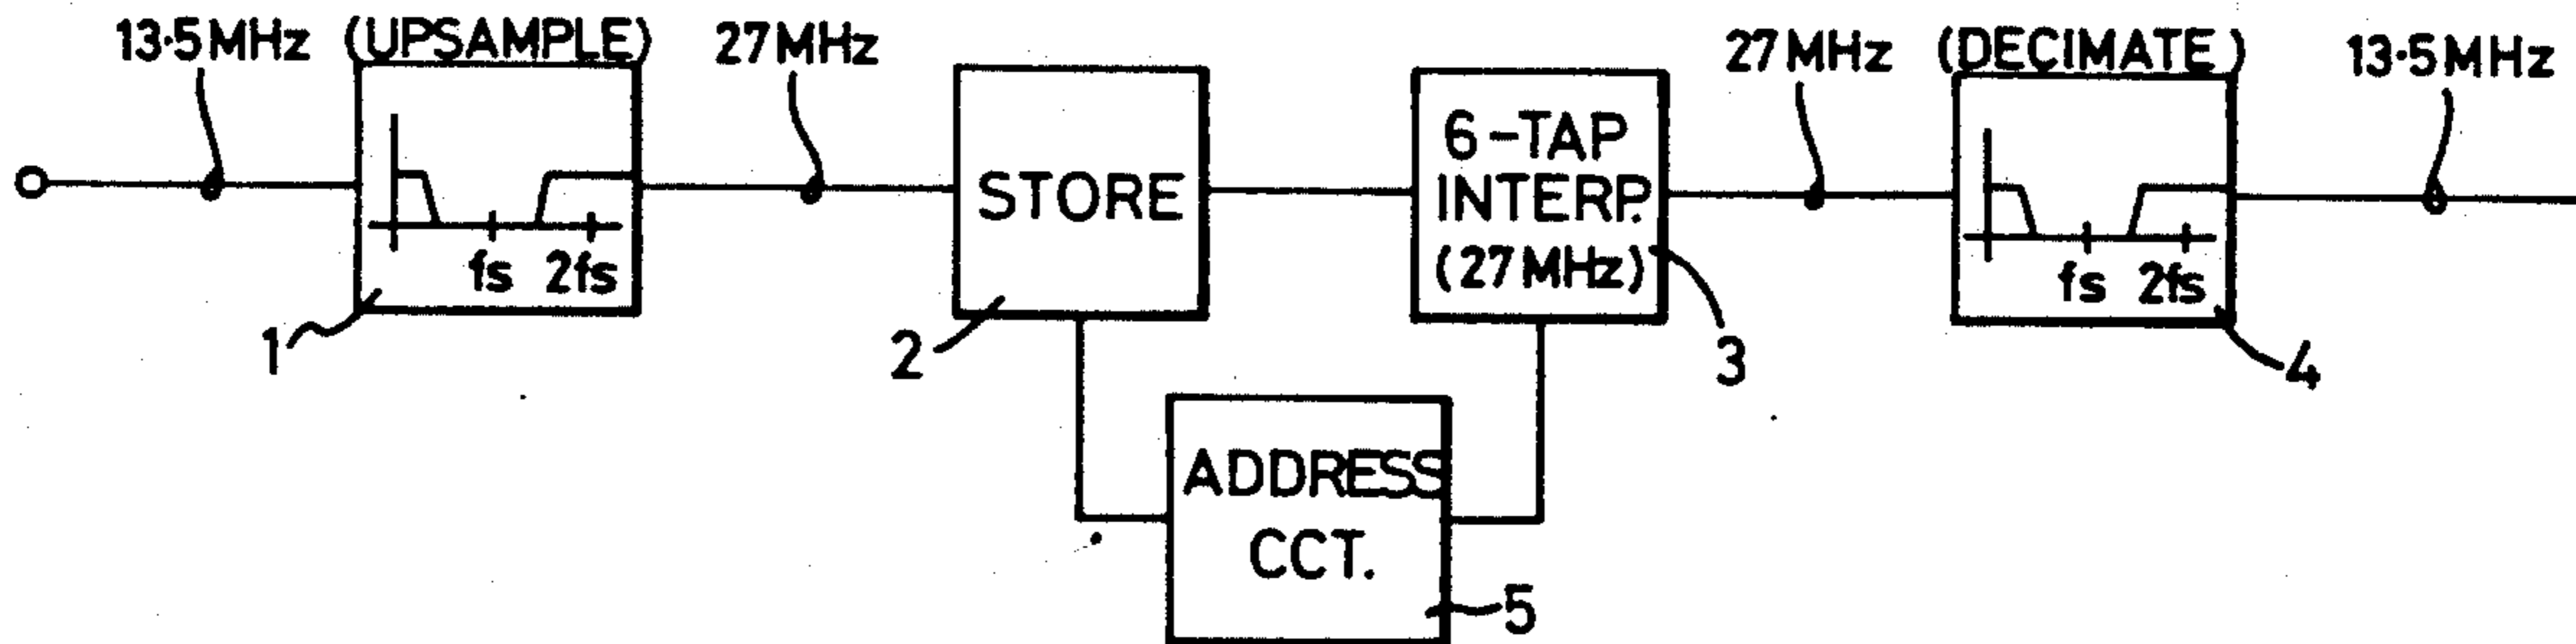 13·5MHz (UPSAMPLE) 27MHz 27MHz (DECIMATE) 13·5MHz
fs 2fs
1
STORE
2
6-TAP
INTERP.
(27MHz)
3
fs 2fs
4
ADDRESS
CCT.
5